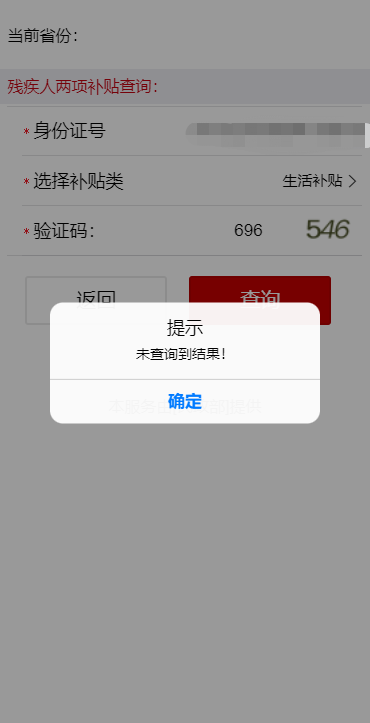 当前省份：
残疾人两项补贴查询：
* 身份证号
* 选择补贴类 生活补贴 >
* 验证码： 696 546
返回 查询
提示
未查询到结果！
确定